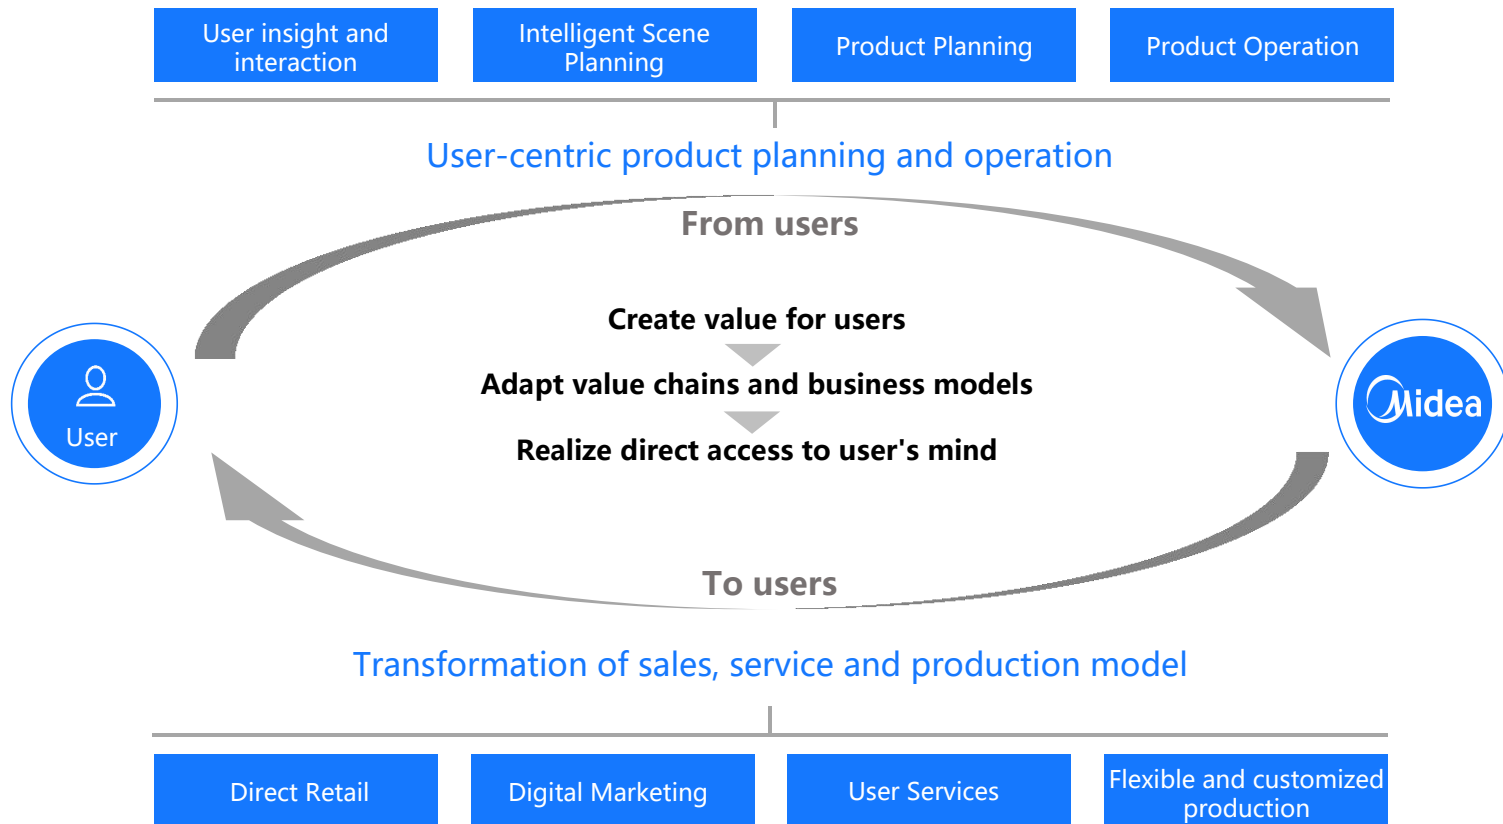 User insight and
interaction
Intelligent Scene
Planning
Product Planning
Product Operation
User-centric product planning and operation
From users
Create value for users
Adapt value chains and business models
Realize direct access to user's mind
User
Midea
To users
Transformation of sales, service and production model
Direct Retail
Digital Marketing
User Services
Flexible and customized
production